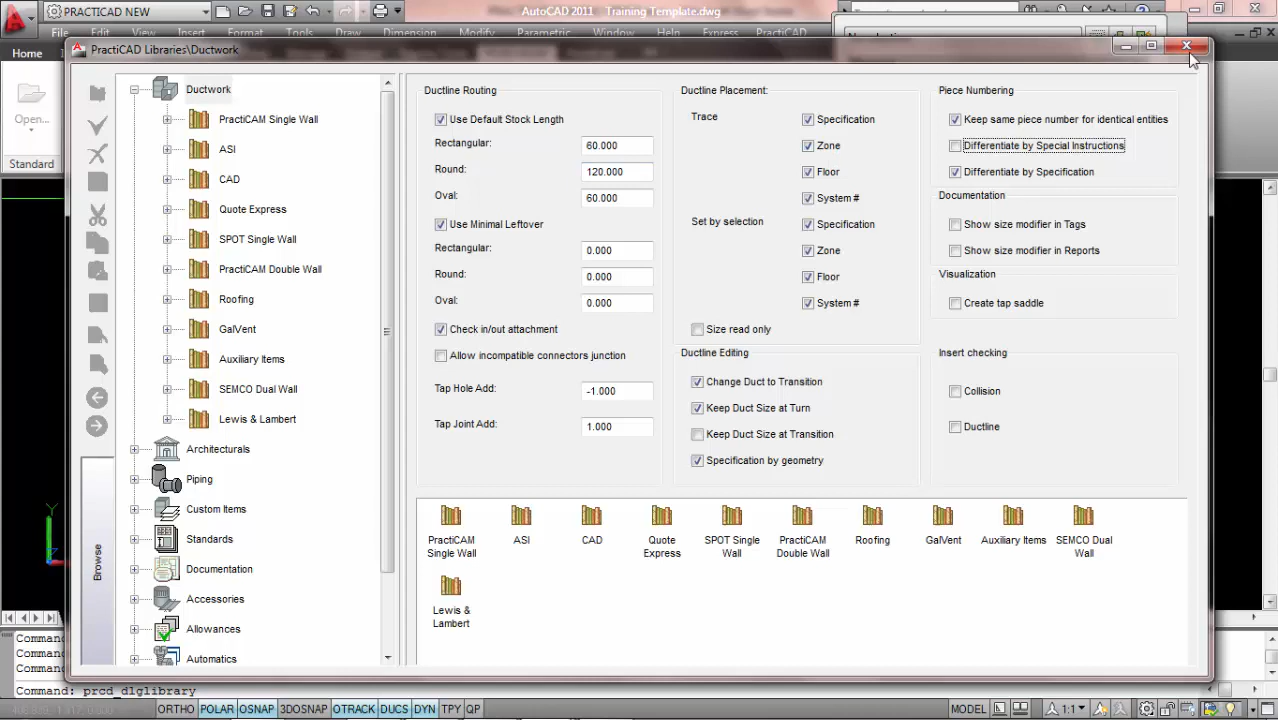 PRACTICAD NEW
AutoCAD 2011 Training Template.dwg
File Edit View Insert Format Tools Draw Dimension Modify Parametric Window Help Express PractiCAD
Home
PractiCAD Libraries\Ductwork
Open...
Standard
Browse
Ductwork
PractiCAM Single Wall
ASI
CAD
Quote Express
SPOT Single Wall
PractiCAM Double Wall
Roofing
GalVent
Auxiliary Items
SEMCO Dual Wall
Lewis & Lambert
Architecturals
Piping
Custom Items
Standards
Documentation
Accessories
Allowances
Automatics
Ductline Routing
Use Default Stock Length
Rectangular: 60.000
Round: 120.000
Oval: 60.000
Use Minimal Leftover
Rectangular: 0.000
Round: 0.000
Oval: 0.000
Check in/out attachment
Allow incompatible connectors junction
Tap Hole Add: -1.000
Tap Joint Add: 1.000
Ductline Placement:
Trace
Specification
Zone
Floor
System #
Set by selection
Specification
Zone
Floor
System #
Size read only
Ductline Editing
Change Duct to Transition
Keep Duct Size at Turn
Keep Duct Size at Transition
Specification by geometry
Piece Numbering
Keep same piece number for identical entities
Differentiate by Special Instructions
Differentiate by Specification
Documentation
Show size modifier in Tags
Show size modifier in Reports
Visualization
Create tap saddle
Insert checking
Collision
Ductline
PractiCAM Single Wall
ASI
CAD
Quote Express
SPOT Single Wall
PractiCAM Double Wall
Roofing
GalVent
Auxiliary Items
SEMCO Dual Wall
Lewis & Lambert
Y
Command
Command
Command
Command: prcd_dlglibrary
ORTHO POLAR OSNAP 3DOSNAP OTRACK DUCS DYN TPY QP
MODEL
1:1